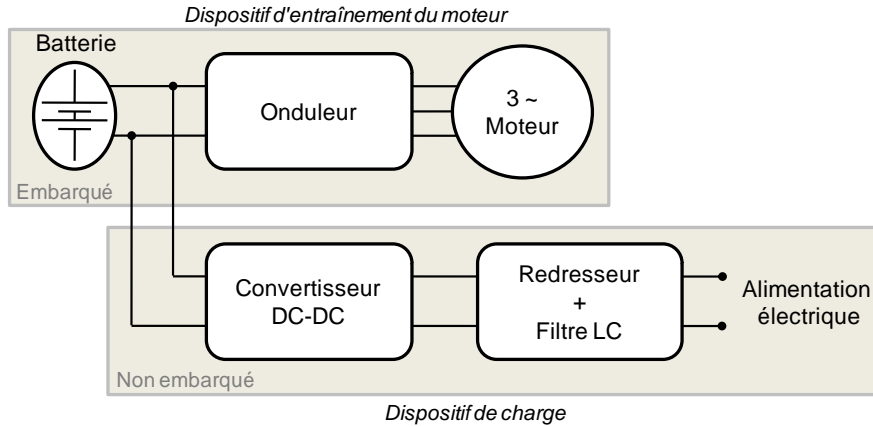 Dispositif d'entraînement du moteur
Batterie
Onduleur
3 ~
Moteur
Embarqué
Convertisseur
DC-DC
Redresseur
+
Filtre LC
Alimentation
électrique
Non embarqué
Dispositif de charge